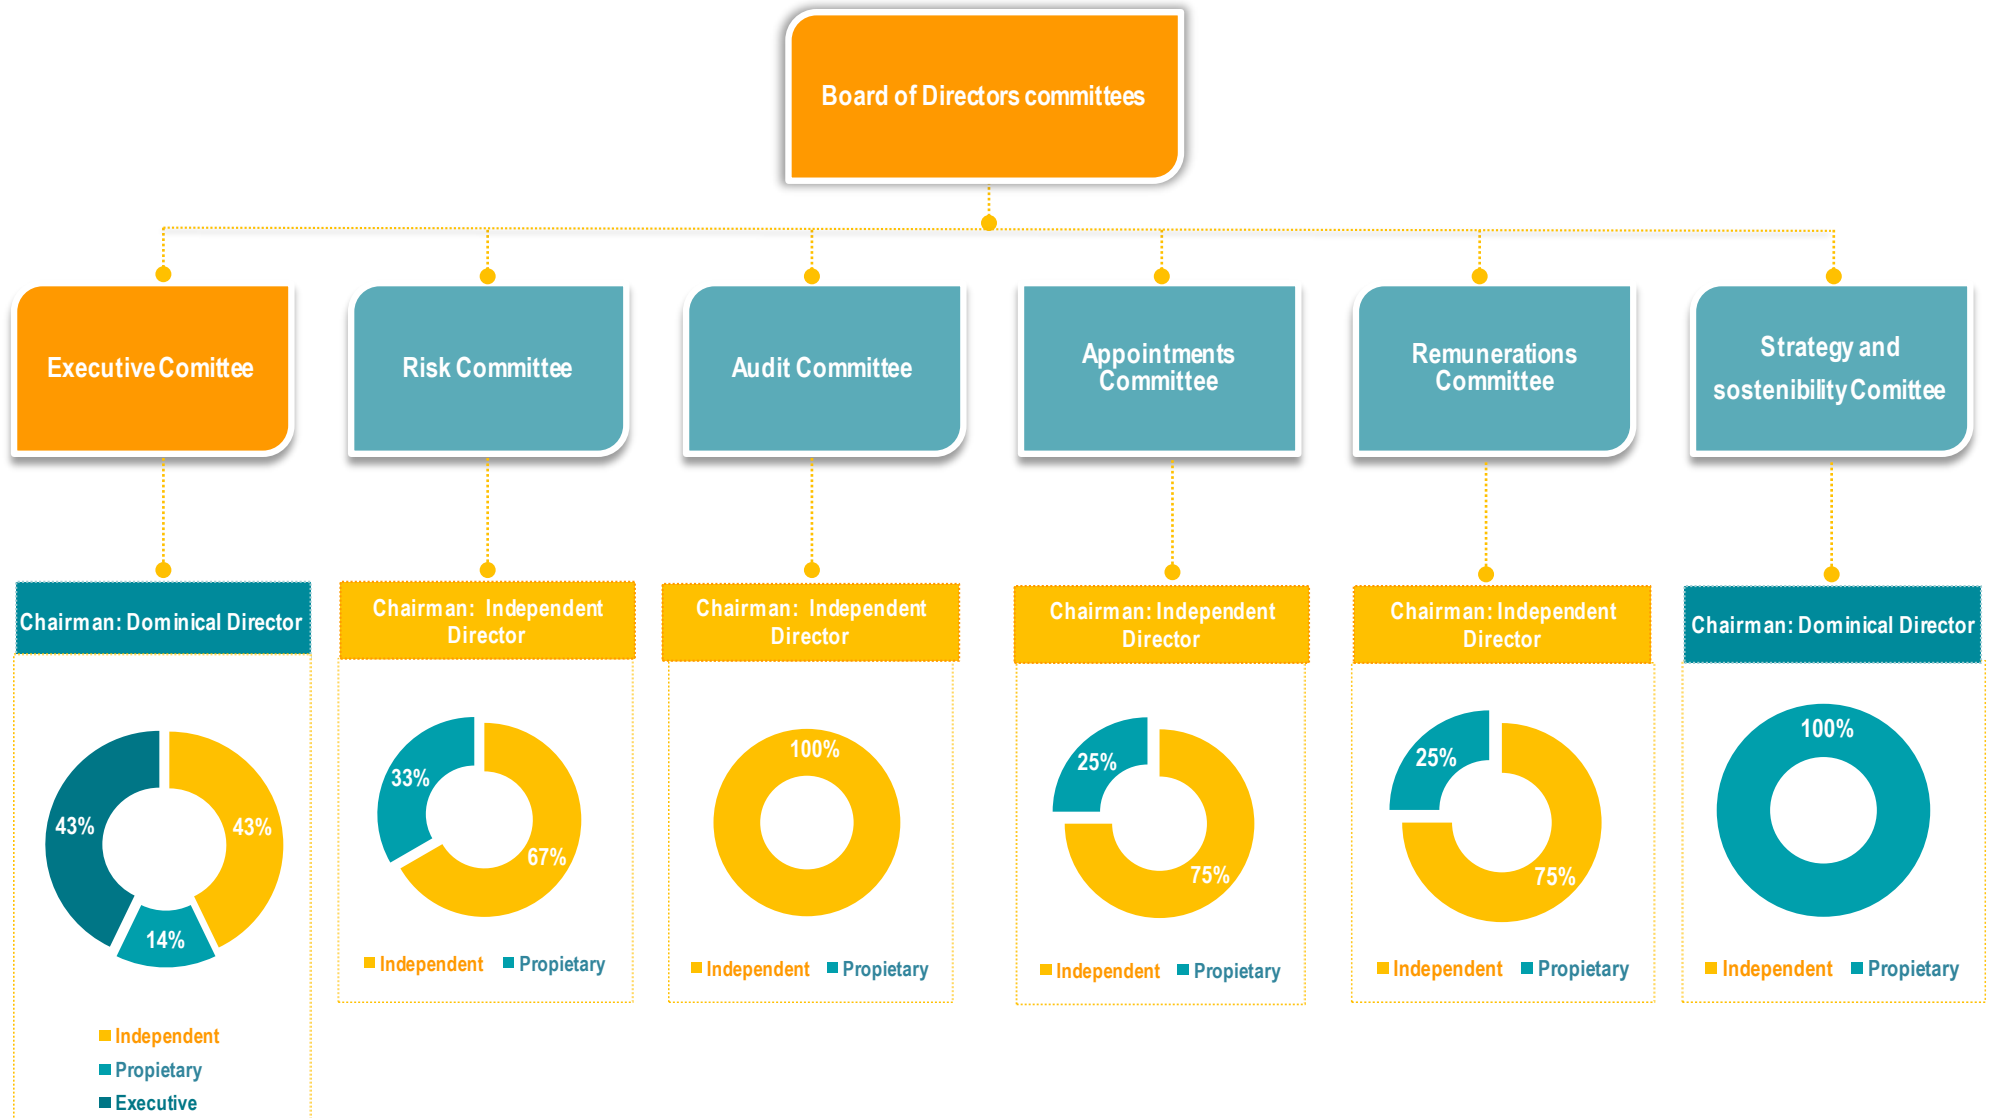 Board of Directors committees
Executive Comittee
Risk Committee
Audit Committee
Appointments
Committee
Remunerations
Committee
Strategy and
sostenibility Comittee
Chairman: Dominical Director
43%
43%
14%
Independent
Propietary
Executive
Chairman: Independent
Director
33%
67%
Independent Propietary
Chairman: Independent
Director
100%
Independent Propietary
Chairman: Independent
Director
25%
75%
Independent Propietary
Chairman: Independent
Director
25%
75%
Independent Propietary
Chairman: Dominical Director
100%
Independent Propietary